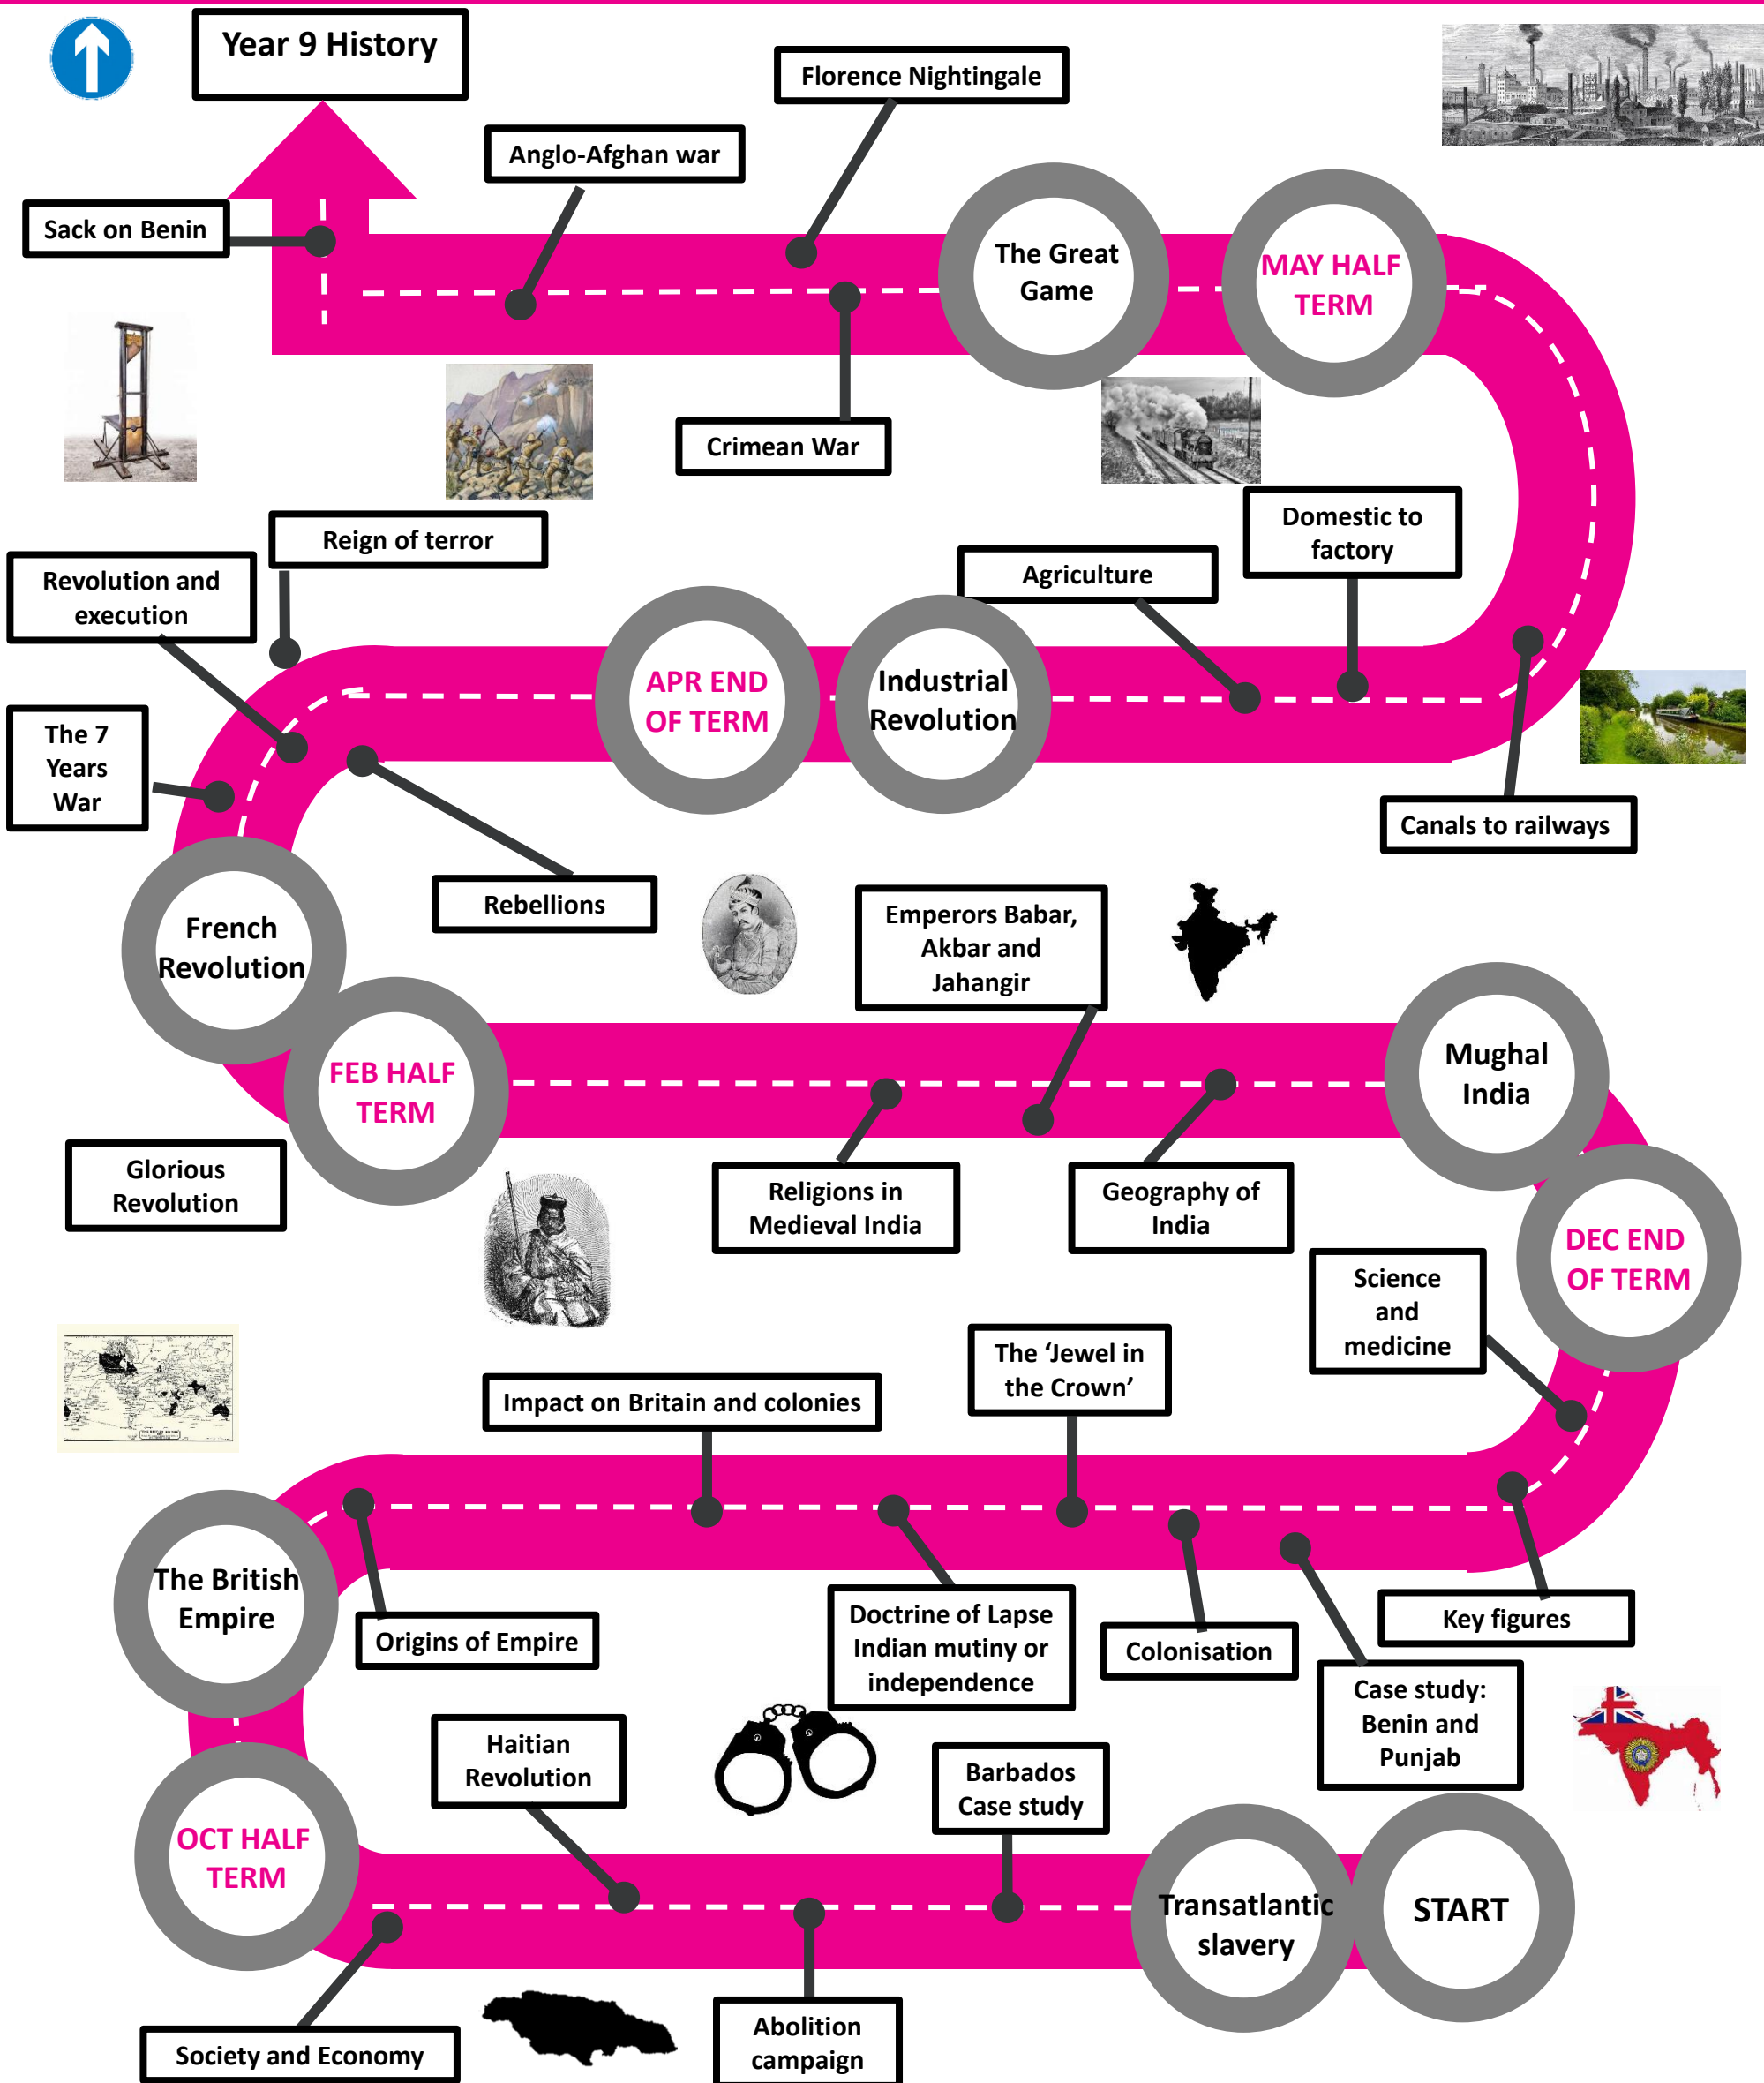 Year 9 History
Florence Nightingale
Anglo-Afghan war
Sack on Benin
The Great
Game
MAY HALF
TERM
Crimean War
Domestic to
factory
Reign of terror
Agriculture
Revolution and
execution
APR END
OF TERM
Industrial
Revolution
The 7
Years
War
Canals to railways
Rebellions
Emperors Babar,
Akbar and
Jahangir
French
Revolution
Mughal
India
FEB HALF
TERM
Glorious
Revolution
Religions in
Medieval India
Geography of
India
DEC END
OF TERM
Science
and
medicine
The ‘Jewel in
the Crown’
Impact on Britain and colonies
The British
Empire
Origins of Empire
Doctrine of Lapse
Indian mutiny or
independence
Colonisation
Key figures
Case study:
Benin and
Punjab
Haitian
Revolution
Barbados
Case study
OCT HALF
TERM
Transatlantic
slavery
START
Society and Economy
Abolition
campaign